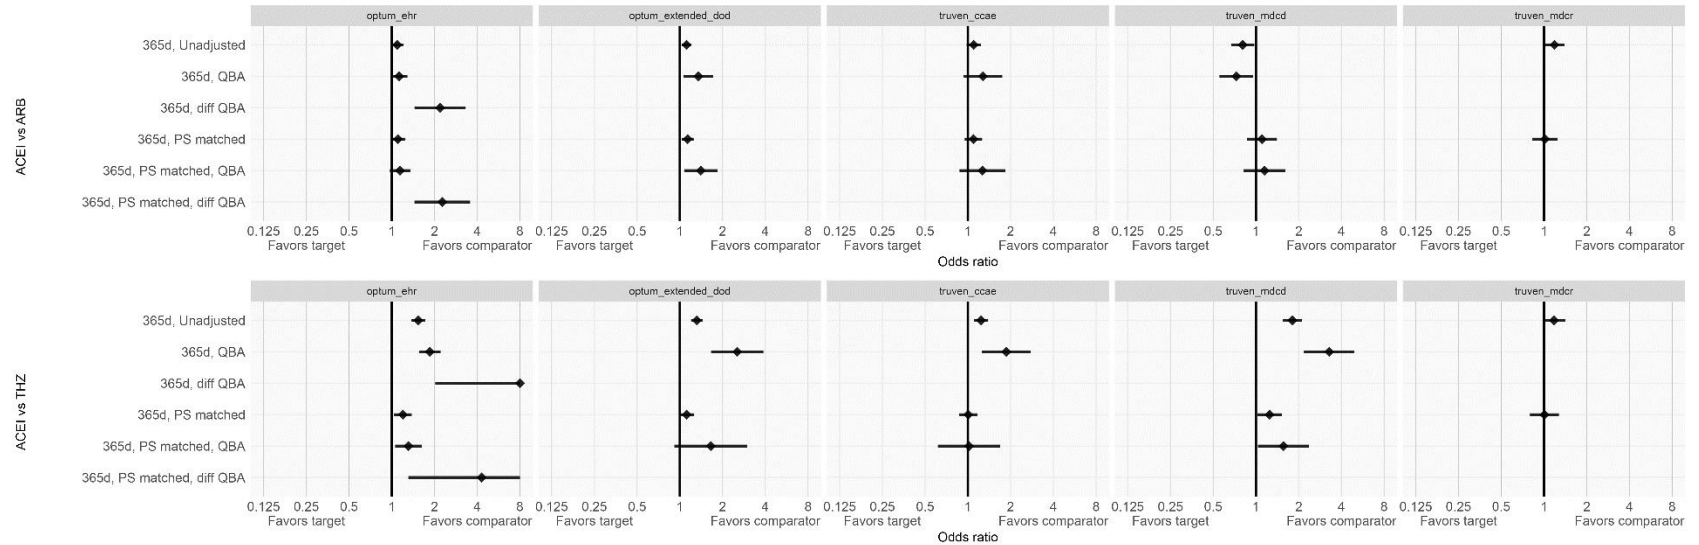 optum_ehr optum_extended_dod truven_ccae truven_mdcd truven_mdcr
ACEI vs ARB
365d, Unadjusted
365d, QBA
365d, diff QBA
365d, PS matched
365d, PS matched, QBA
365d, PS matched, diff QBA
0.125 0.25 0.5 1 2 4 8 0.125 0.25 0.5 1 2 4 8 0.125 0.25 0.5 1 2 4 8 0.125 0.25 0.5 1 2 4 8 0.125 0.25 0.5 1 2 4 8
Favors target Favors comparator Favors target Favors comparator Favors target Favors comparator Favors target Favors comparator Favors target Favors comparator
Odds ratio
optum_ehr optum_extended_dod truven_ccae truven_mdcd truven_mdcr
ACEI vs THZ
365d, Unadjusted
365d, QBA
365d, diff QBA
365d, PS matched
365d, PS matched, QBA
365d, PS matched, diff QBA
0.125 0.25 0.5 1 2 4 8 0.125 0.25 0.5 1 2 4 8 0.125 0.25 0.5 1 2 4 8 0.125 0.25 0.5 1 2 4 8 0.125 0.25 0.5 1 2 4 8
Favors target Favors comparator Favors target Favors comparator Favors target Favors comparator Favors target Favors comparator Favors target Favors comparator
Odds ratio